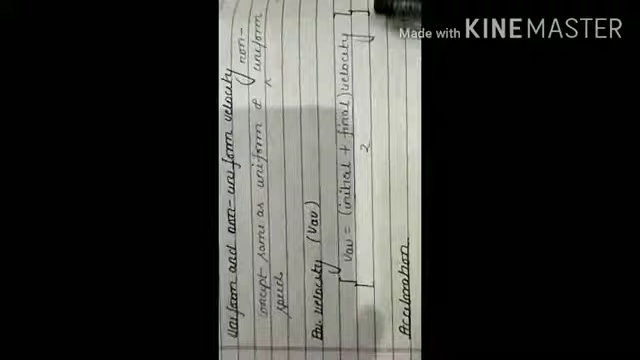 Made with KINEMASTER
Uniform and non-uniform velocity
concept same as uniform & non-uniform
speed.
For velocity (Vav)
Vav = (initial + final) velocity
2
Acceleration